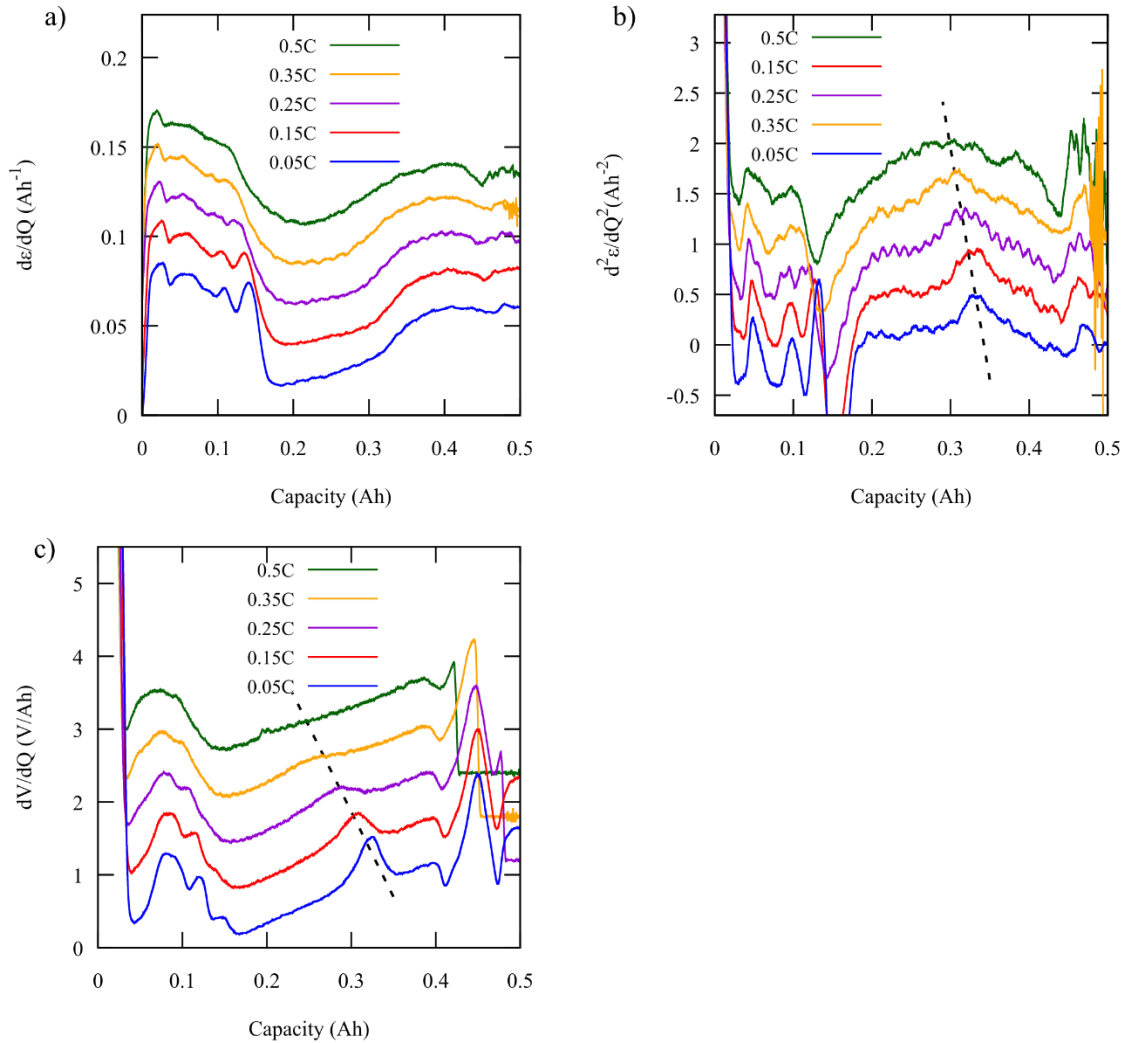 a)
dε/dQ (Ah⁻¹)
0.2
0.15
0.1
0.05
0
0.5C
0.35C
0.25C
0.15C
0.05C
0 0.1 0.2 0.3 0.4 0.5
Capacity (Ah)
b)
d²ε/dQ² (Ah⁻²)
3
2.5
2
1.5
1
0.5
0
-0.5
0.5C
0.15C
0.25C
0.35C
0.05C
0 0.1 0.2 0.3 0.4 0.5
Capacity (Ah)
c)
dV/dQ (V/Ah)
5
4
3
2
1
0
0.5C
0.35C
0.25C
0.15C
0.05C
0 0.1 0.2 0.3 0.4 0.5
Capacity (Ah)